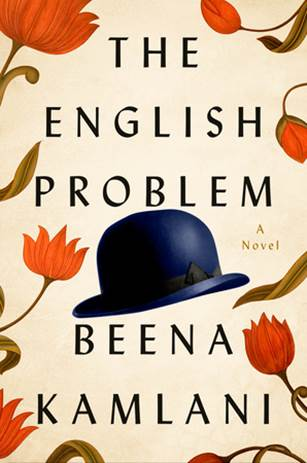 THE
ENGLISH
PROBLEM
A
Novel
BEENA
KAMLANI